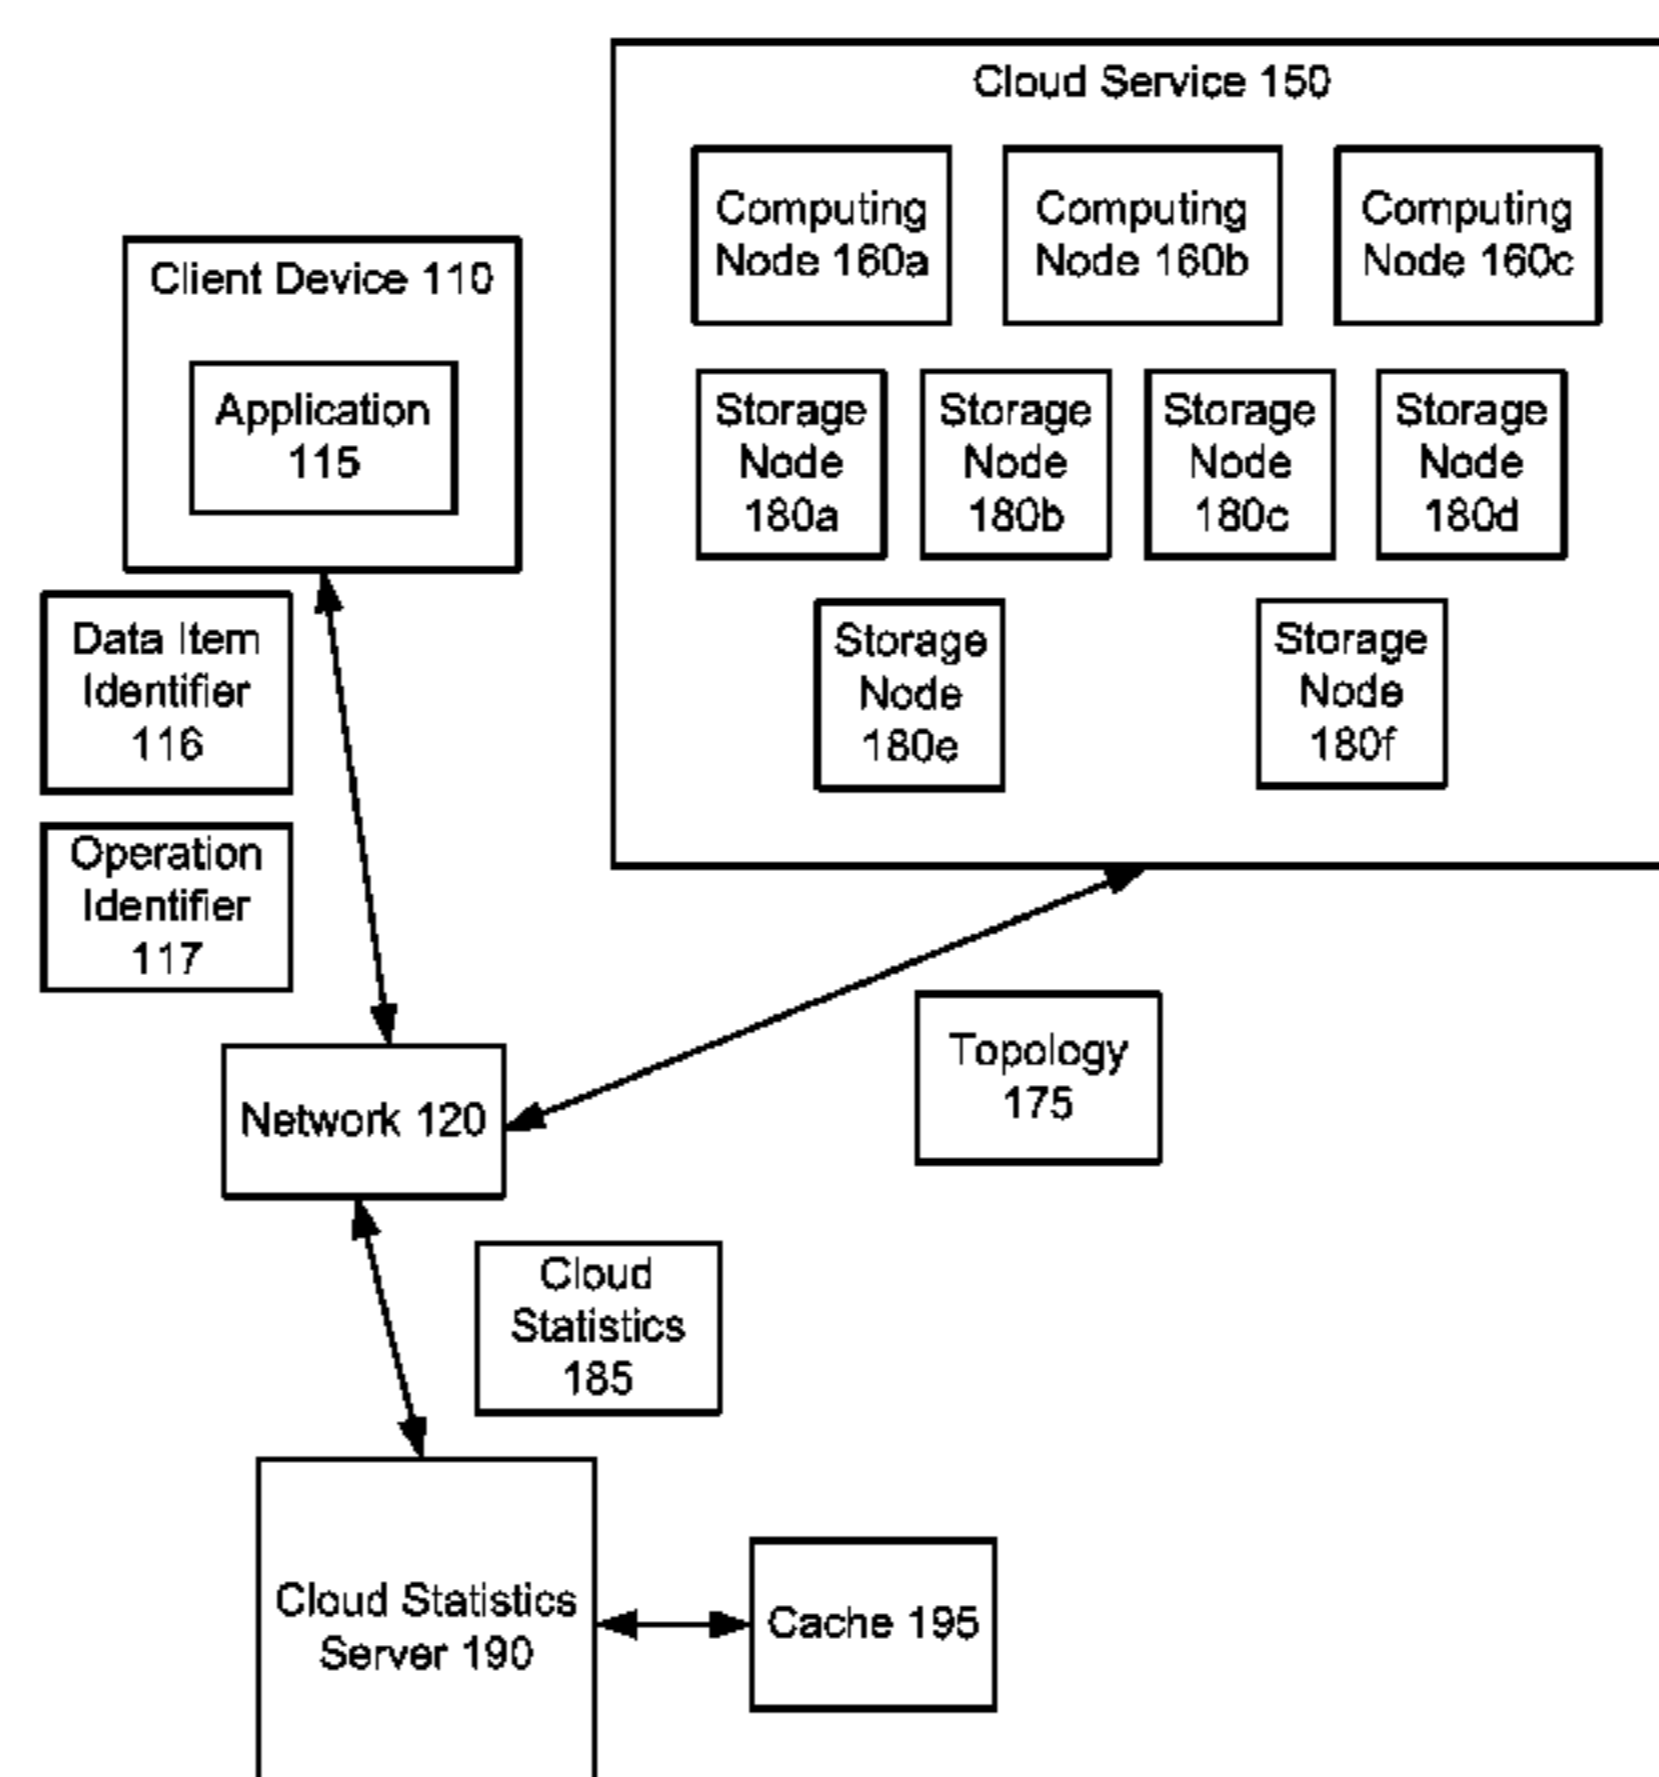 Cloud Service 150
Computing
Node 160a
Computing
Node 160b
Computing
Node 160c
Client Device 110
Application
115
Storage
Node
180a
Storage
Node
180b
Storage
Node
180c
Storage
Node
180d
Storage
Node
180e
Storage
Node
180f
Data Item
Identifier
116
Operation
Identifier
117
Network 120
Topology
175
Cloud
Statistics
185
Cloud Statistics
Server 190
Cache 195